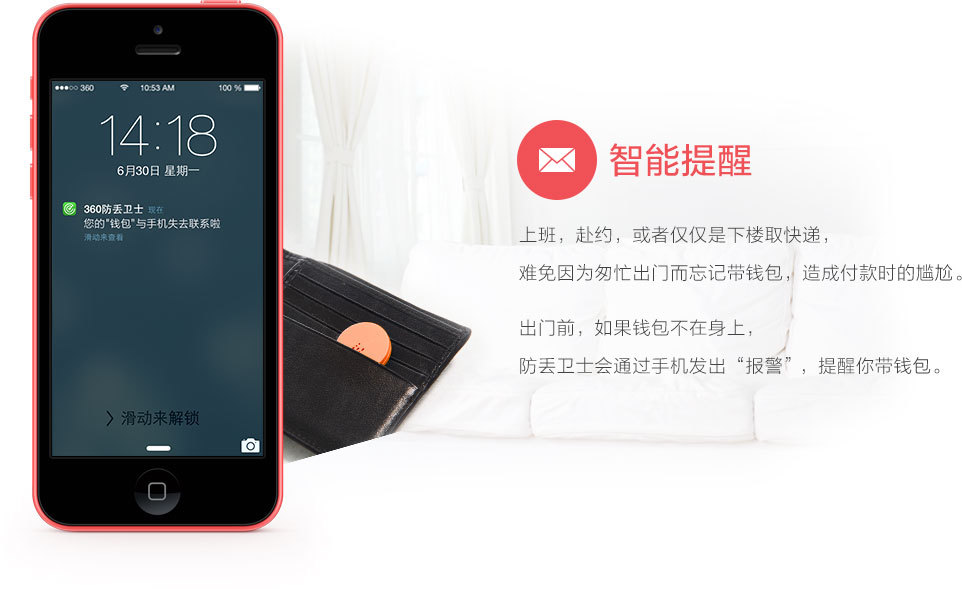 ●●●○○ 360 10:53 AM 100 %
14:18
6月30日 星期一
360防丢卫士 现在
您的"钱包"与手机失去联系啦
滑动来查看
滑动来解锁
智能提醒
上班，赴约，或者仅仅是下楼取快递，
难免因为匆忙出门而忘记带钱包，造成付款时的尴尬。
出门前，如果钱包不在身上，
防丢卫士会通过手机发出“报警”，提醒你带钱包。